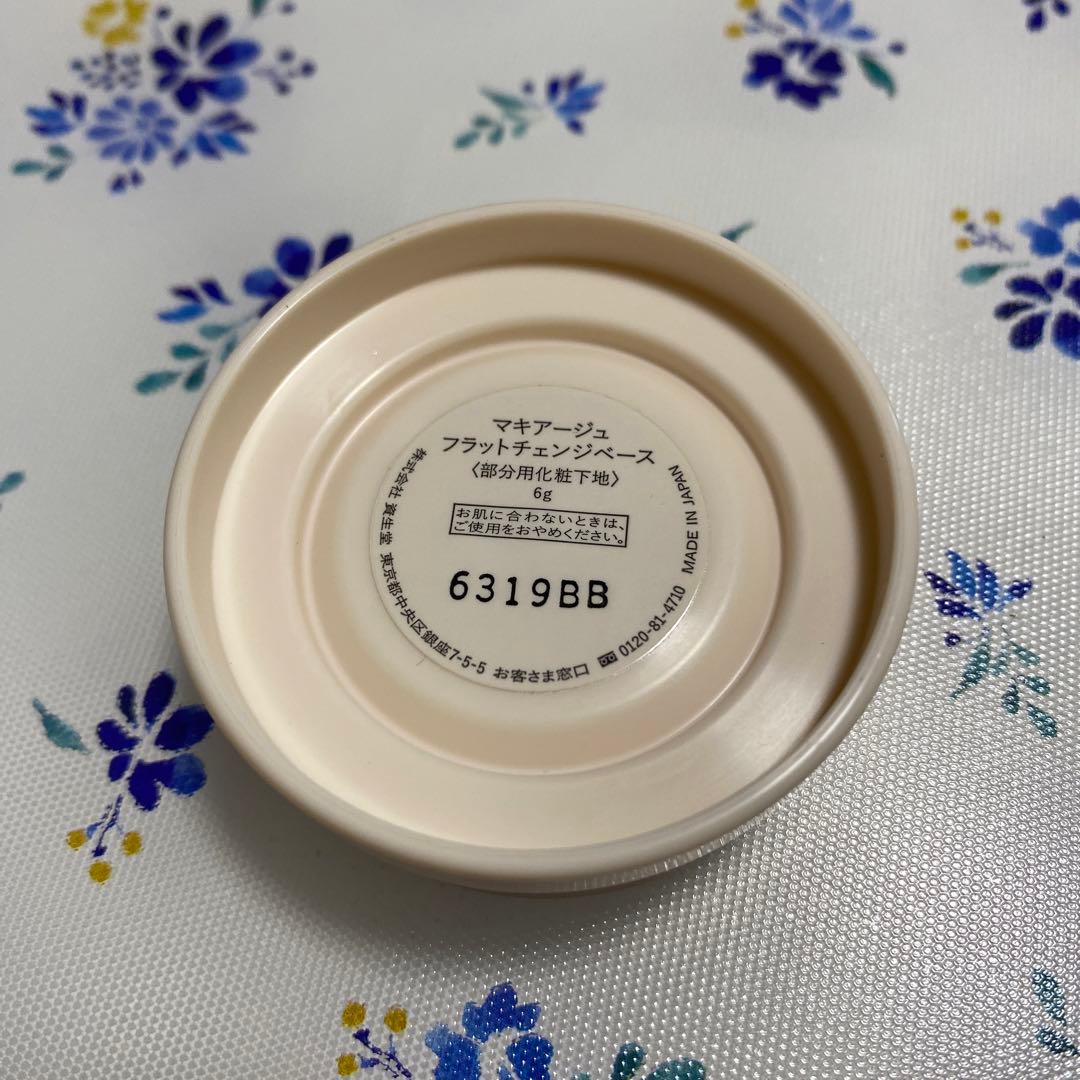 マキアージュ
フラットチェンジベース
〈部分用化粧下地〉
6g
お肌に合わないときは、
ご使用をおやめください。
6319BB
株式会社 資生堂 東京都中央区銀座7-5-5 お客さま窓口 0120-81-4710 MADE IN JAPAN